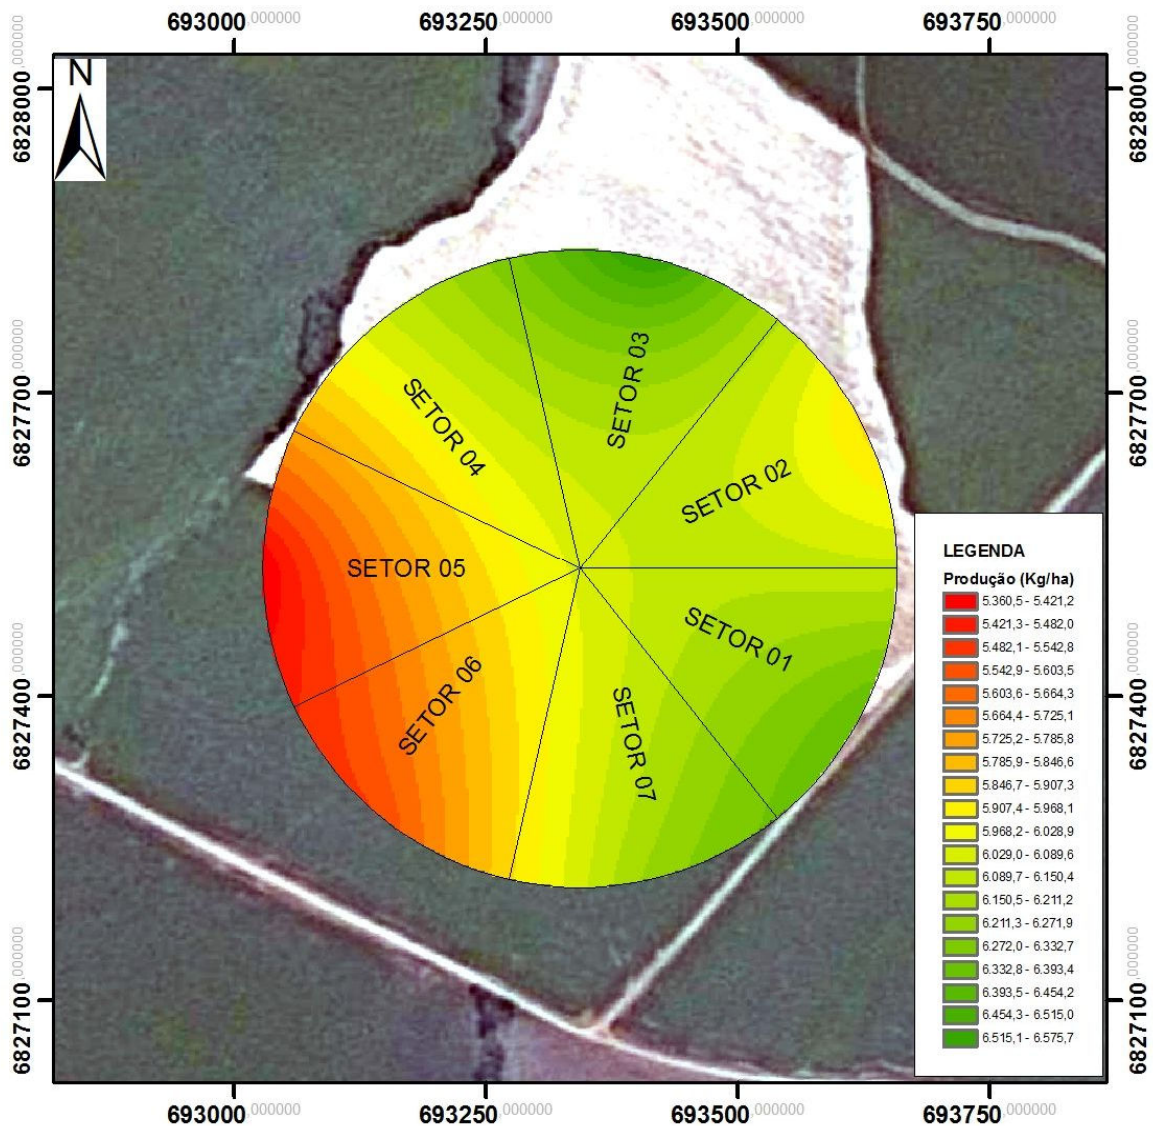 693000,000000 693250,000000 693500,000000 693750,000000
N
6828000,000000 6828000,000000
6827700,000000 6827700,000000
6827400,000000 6827400,000000
6827100,000000 6827100,000000
SETOR 03
SETOR 04
SETOR 02
SETOR 05
SETOR 01
SETOR 06
SETOR 07
LEGENDA
Produção (Kg/ha)
5.360,5 - 5.421,2
5.421,3 - 5.482,0
5.482,1 - 5.542,8
5.542,9 - 5.603,5
5.603,6 - 5.664,3
5.664,4 - 5.725,1
5.725,2 - 5.785,8
5.785,9 - 5.846,6
5.846,7 - 5.907,3
5.907,4 - 5.968,1
5.968,2 - 6.028,9
6.029,0 - 6.089,6
6.089,7 - 6.150,4
6.150,5 - 6.211,2
6.211,3 - 6.271,9
6.272,0 - 6.332,7
6.332,8 - 6.393,4
6.393,5 - 6.454,2
6.454,3 - 6.515,0
6.515,1 - 6.575,7
693000,000000 693250,000000 693500,000000 693750,000000